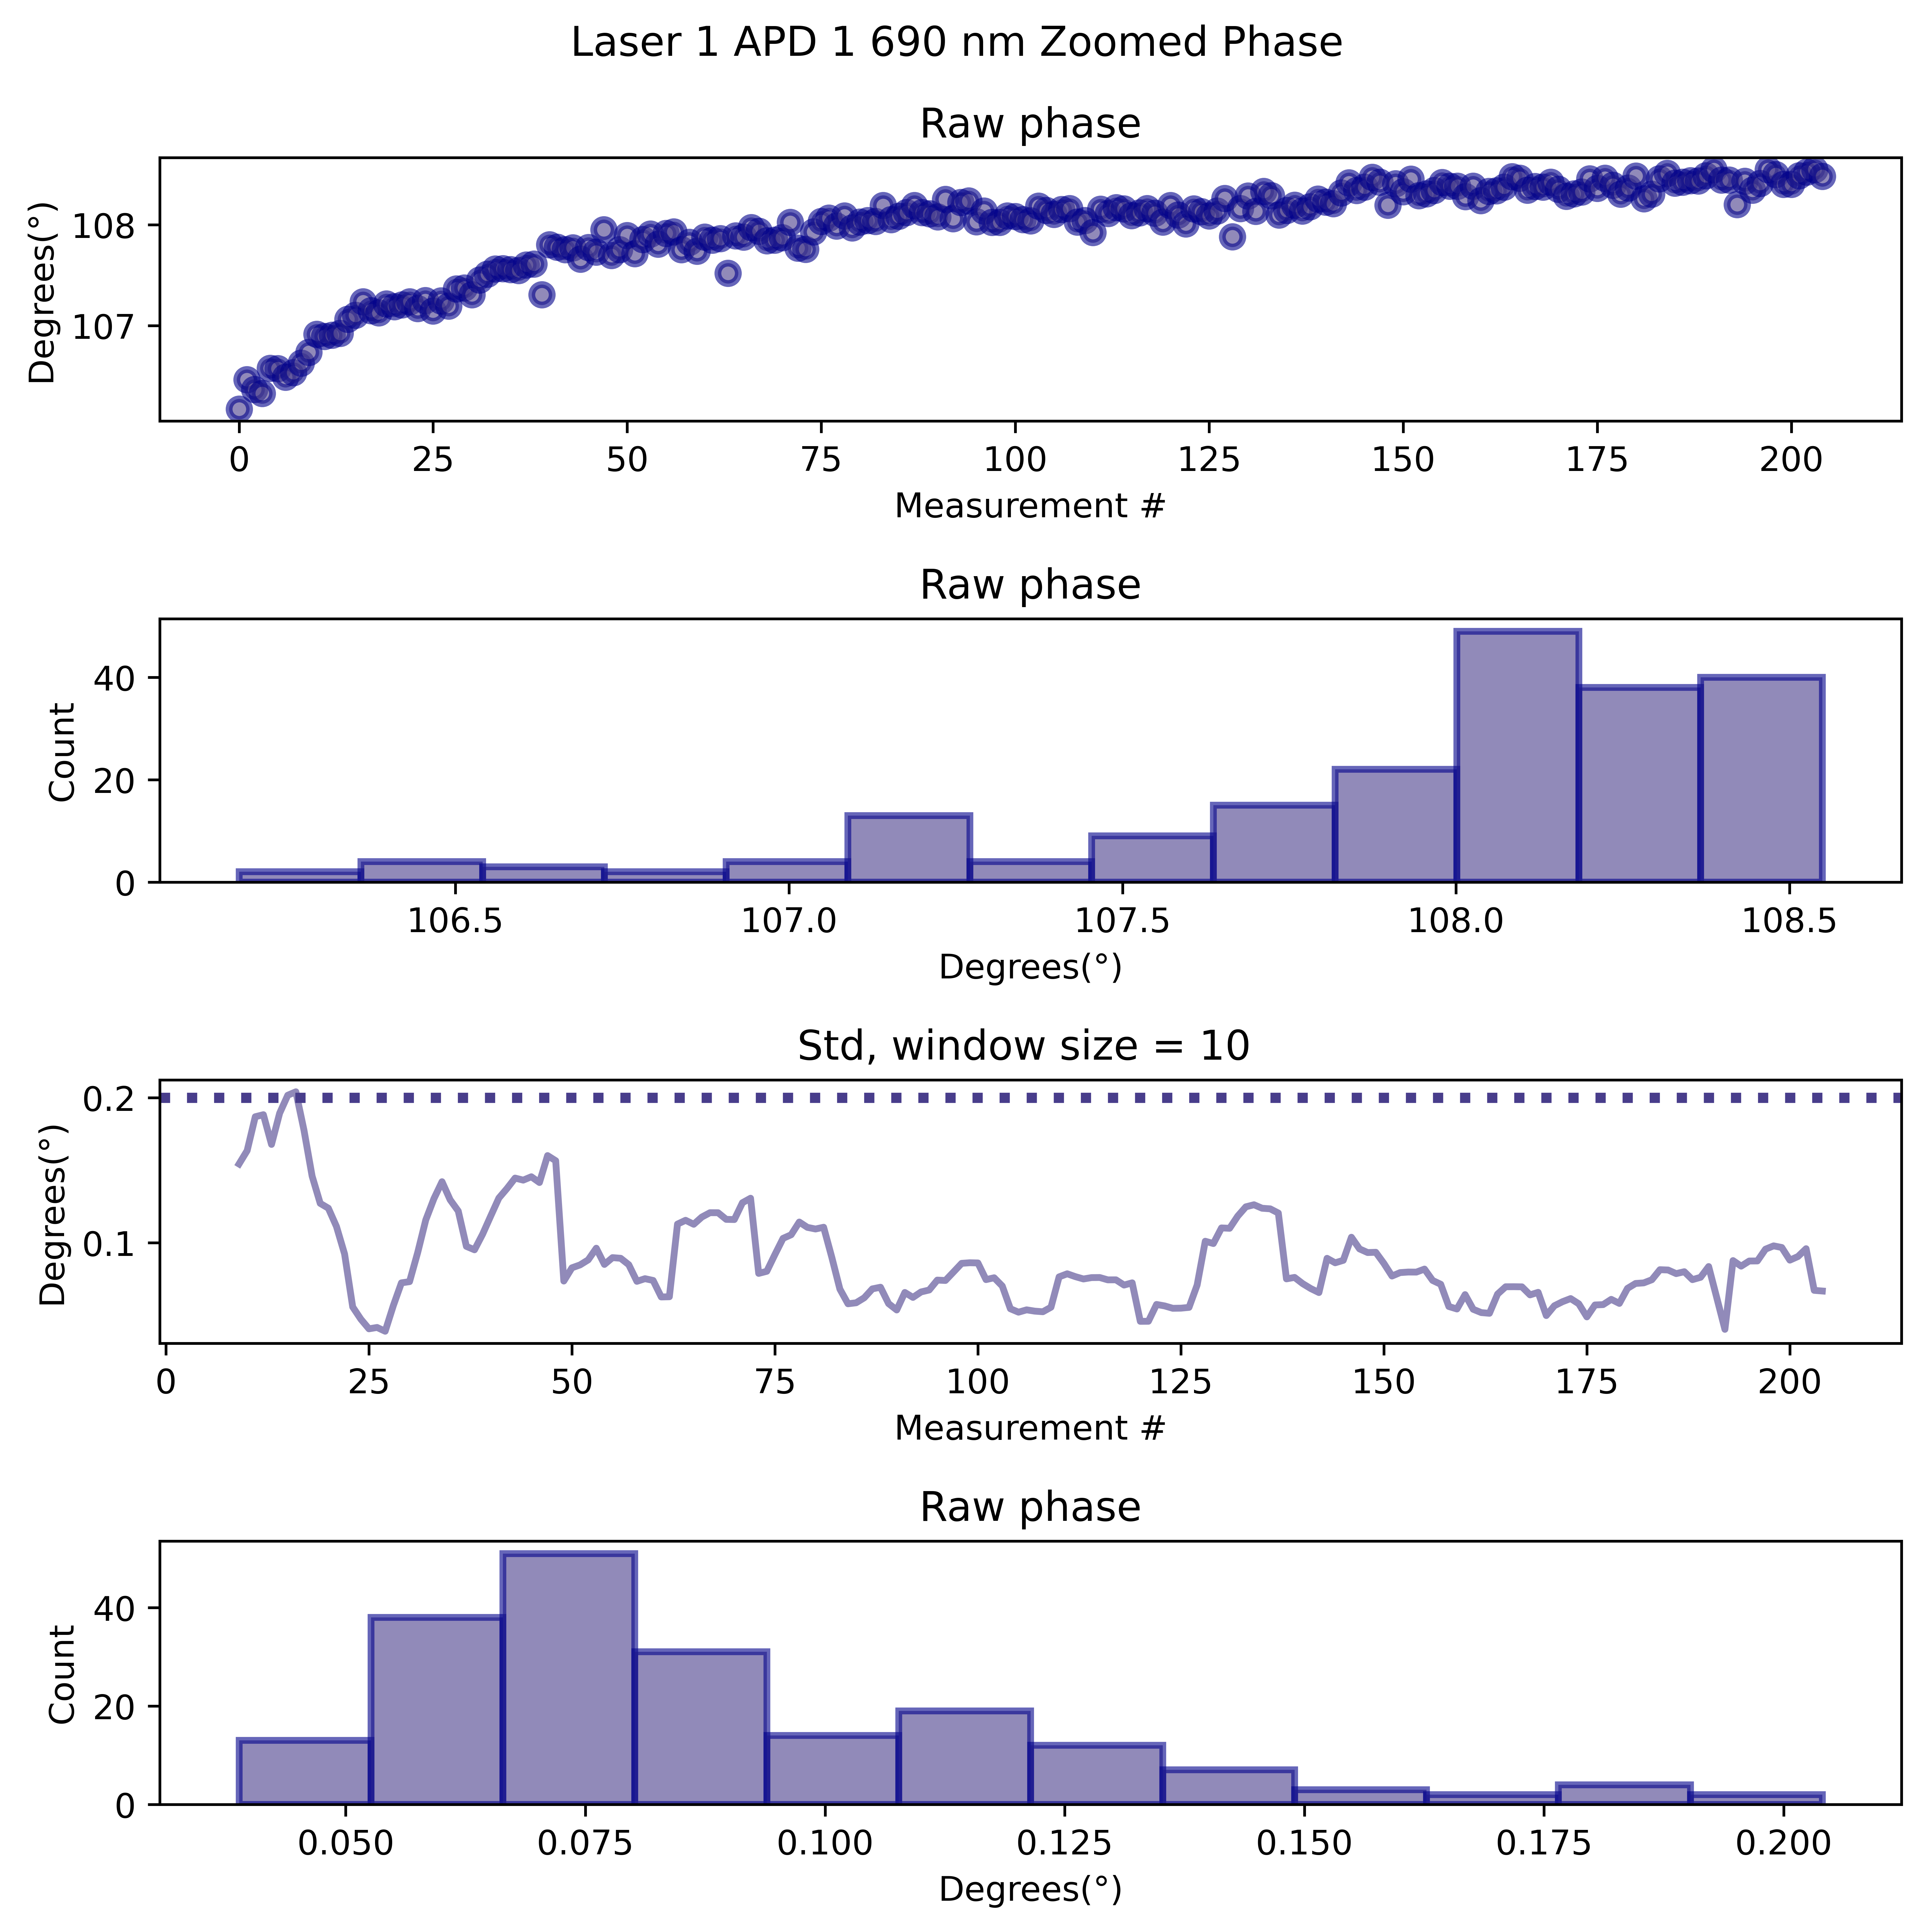 Laser 1 APD 1 690 nm Zoomed Phase
Raw phase
Degrees(°)
108
107
0 25 50 75 100 125 150 175 200
Measurement #
Raw phase
Count
40
20
0
106.5 107.0 107.5 108.0 108.5
Degrees(°)
Std, window size = 10
Degrees(°)
0.2
0.1
0 25 50 75 100 125 150 175 200
Measurement #
Raw phase
Count
40
20
0
0.050 0.075 0.100 0.125 0.150 0.175 0.200
Degrees(°)